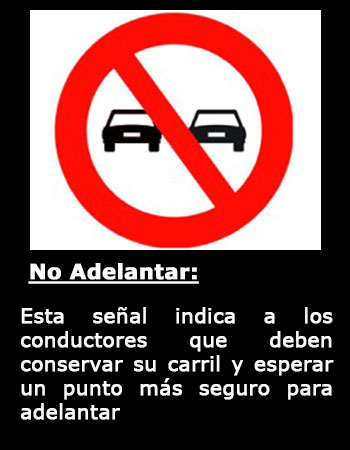 No Adelantar:
Esta señal indica a los
conductores que deben
conservar su carril y esperar
un punto más seguro para
adelantar